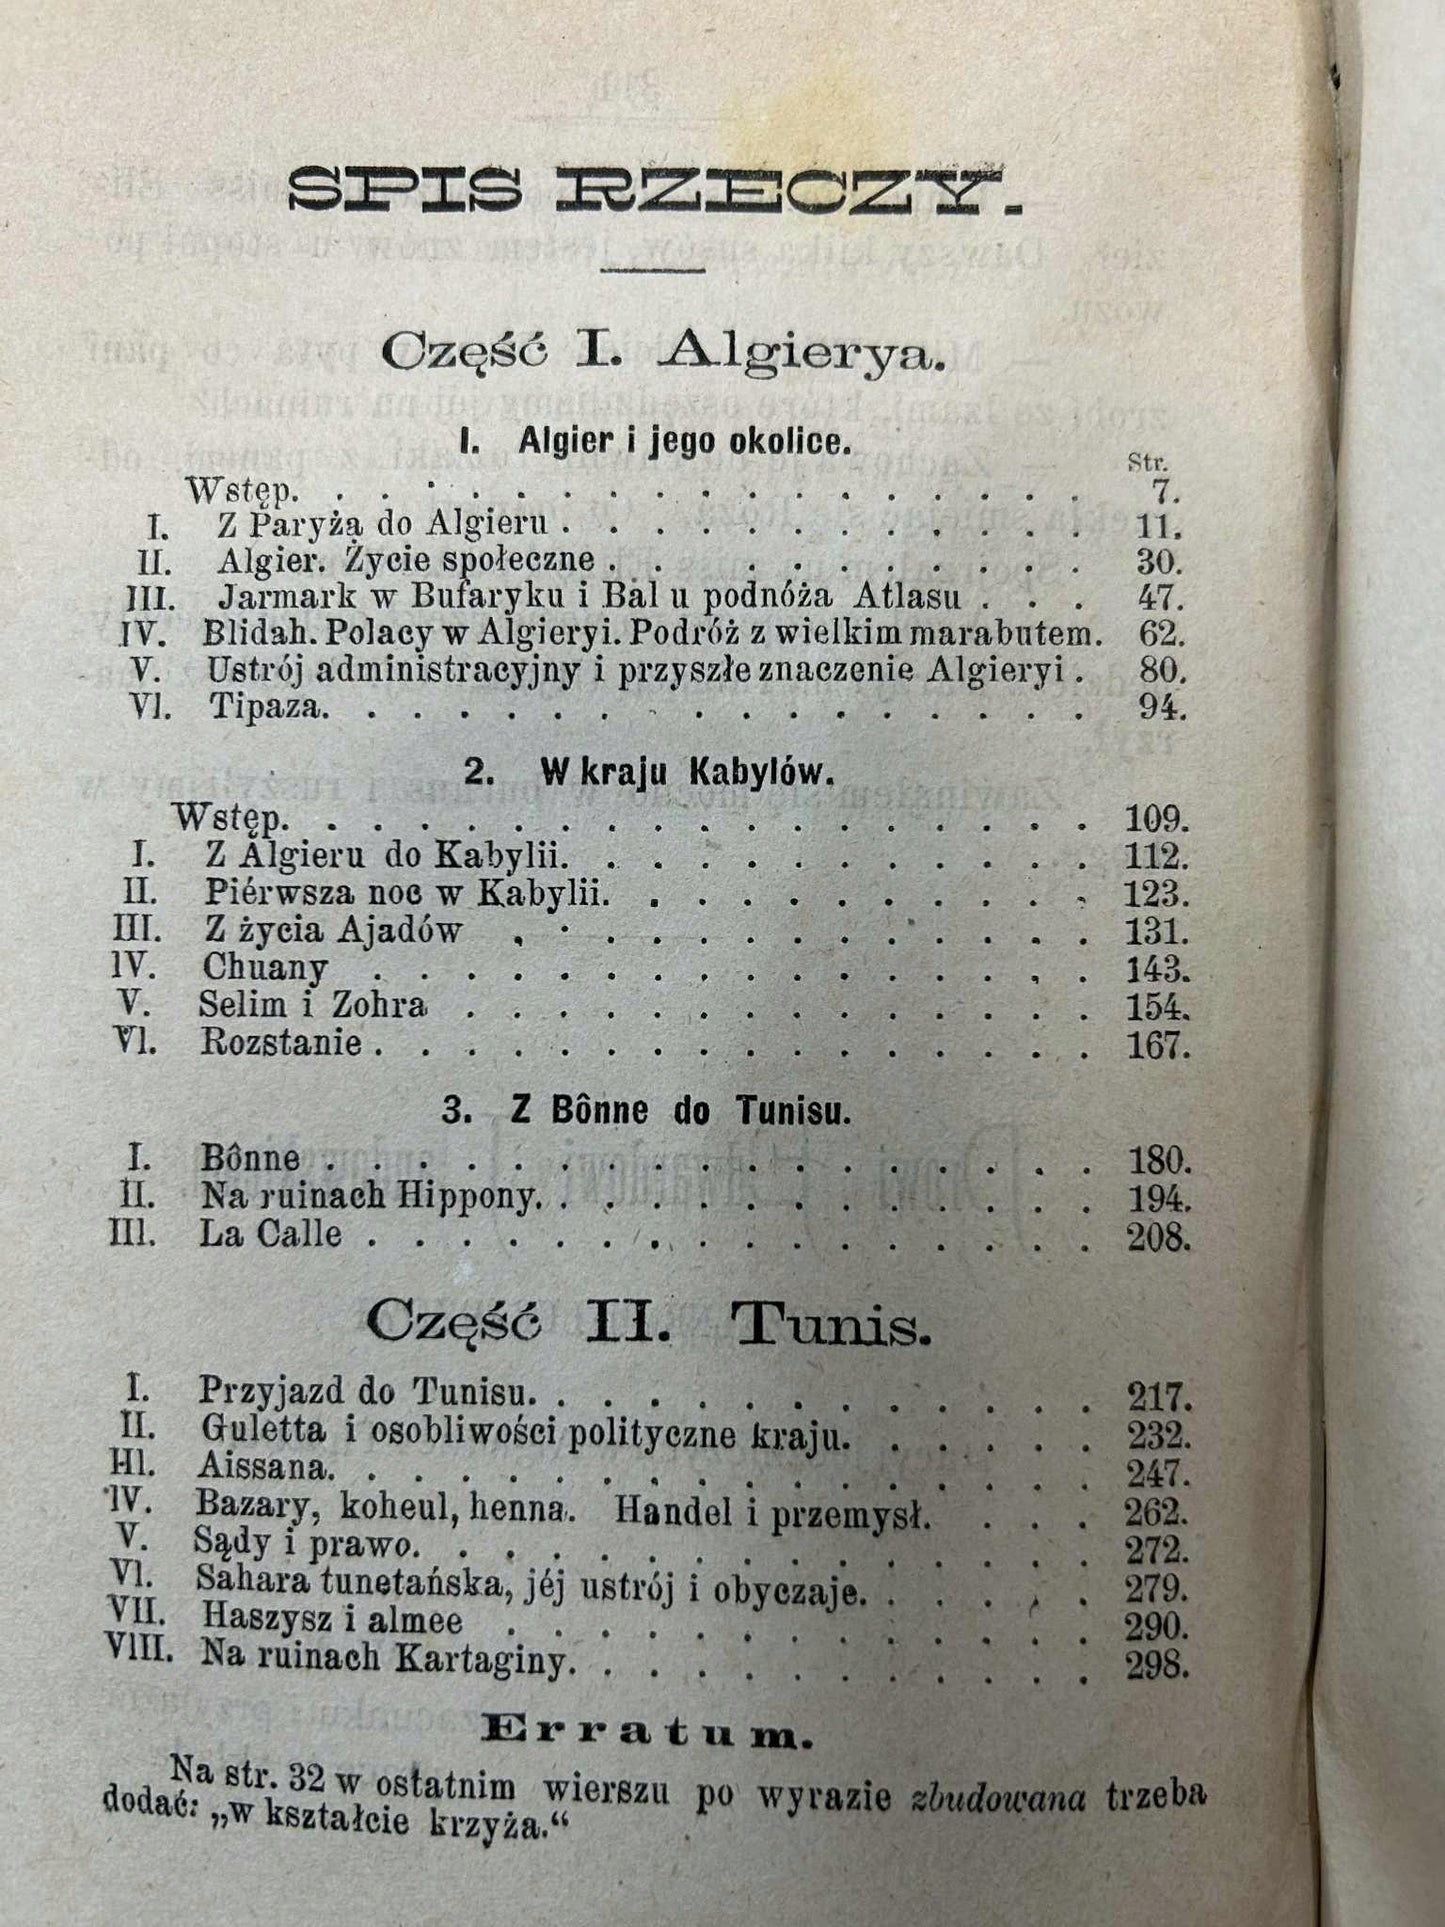 SPIS RZECZY.
Część I. Algierya.
I. Algier i jego okolice.
Str.
Wstęp. . . . . . . . . . . . . . . . . . 7.
I. Z Paryża do Algieru . . . . . . . . . . . . 11.
II. Algier. Życie społeczne . . . . . . . . . . . 30.
III. Jarmark w Bufaryku i Bal u podnóża Atlasu . . . 47.
IV. Blidah. Polacy w Algieryi. Podróż z wielkim marabutem. 62.
V. Ustrój administracyjny i przyszłe znaczenie Algieryi . 80.
VI. Tipaza. . . . . . . . . . . . . . . . . . 94.
2. W kraju Kabylów.
Wstęp. . . . . . . . . . . . . . . . . . 109.
I. Z Algieru do Kabylii. . . . . . . . . . . . 112.
II. Piérwsza noc w Kabylii. . . . . . . . . . . 123.
III. Z życia Ajadów . . . . . . . . . . . . . 131.
IV. Chuany . . . . . . . . . . . . . . . . 143.
V. Selim i Zohra . . . . . . . . . . . . . . 154.
VI. Rozstanie . . . . . . . . . . . . . . . . 167.
3. Z Bônne do Tunisu.
I. Bônne . . . . . . . . . . . . . . . . . 180.
II. Na ruinach Hippony. . . . . . . . . . . . . 194.
III. La Calle . . . . . . . . . . . . . . . . 208.
Część II. Tunis.
I. Przyjazd do Tunisu. . . . . . . . . . . . . 217.
II. Guletta i osobliwości polityczne kraju. . . . . . 232.
III. Aissana. . . . . . . . . . . . . . . . . . 247.
IV. Bazary, koheul, henna. Handel i przemysł. . . . 262.
V. Sądy i prawo. . . . . . . . . . . . . . . . 272.
VI. Sahara tunetańska, jéj ustrój i obyczaje. . . . . . 279.
VII. Haszysz i almee . . . . . . . . . . . . . 290.
VIII. Na ruinach Kartaginy. . . . . . . . . . . . 298.
Erratum.
Na str. 32 w ostatnim wierszu po wyrazie zbudowana trzeba
dodać: „w kształcie krzyża.“